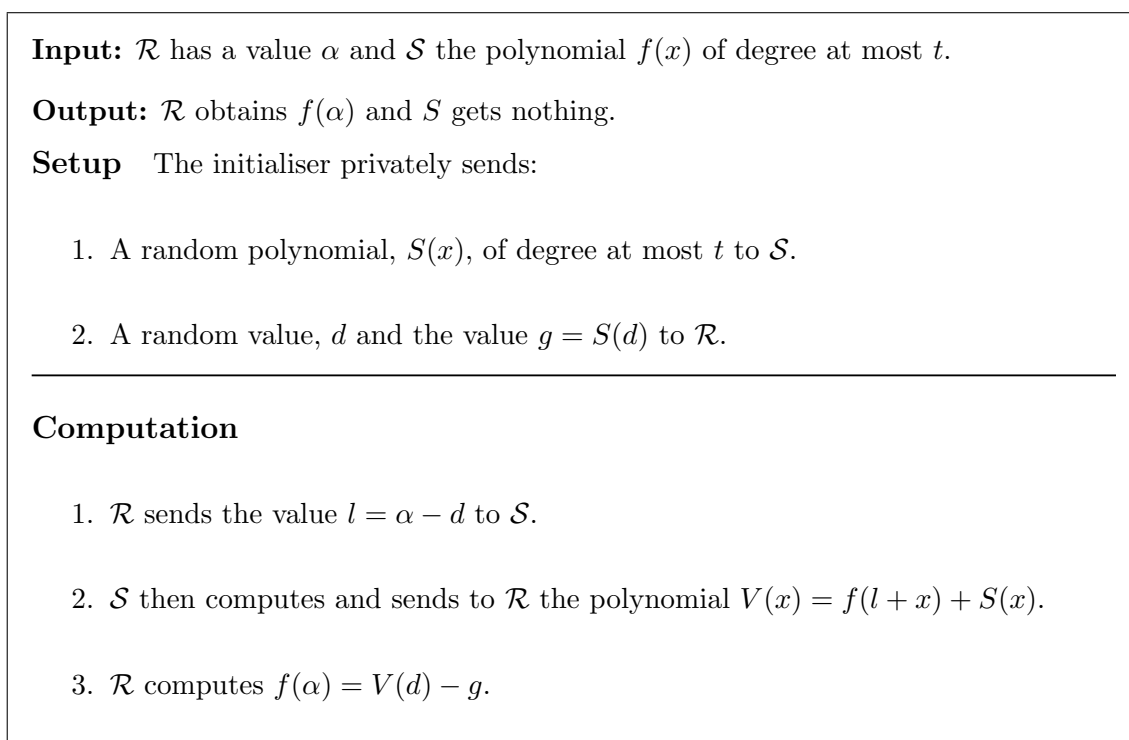 Input: R has a value α and S the polynomial f(x) of degree at most t.
Output: R obtains f(α) and S gets nothing.
Setup The initialiser privately sends:
1. A random polynomial, S(x), of degree at most t to S.
2. A random value, d and the value g = S(d) to R.
Computation
1. R sends the value l = α − d to S.
2. S then computes and sends to R the polynomial V(x) = f(l + x) + S(x).
3. R computes f(α) = V(d) − g.